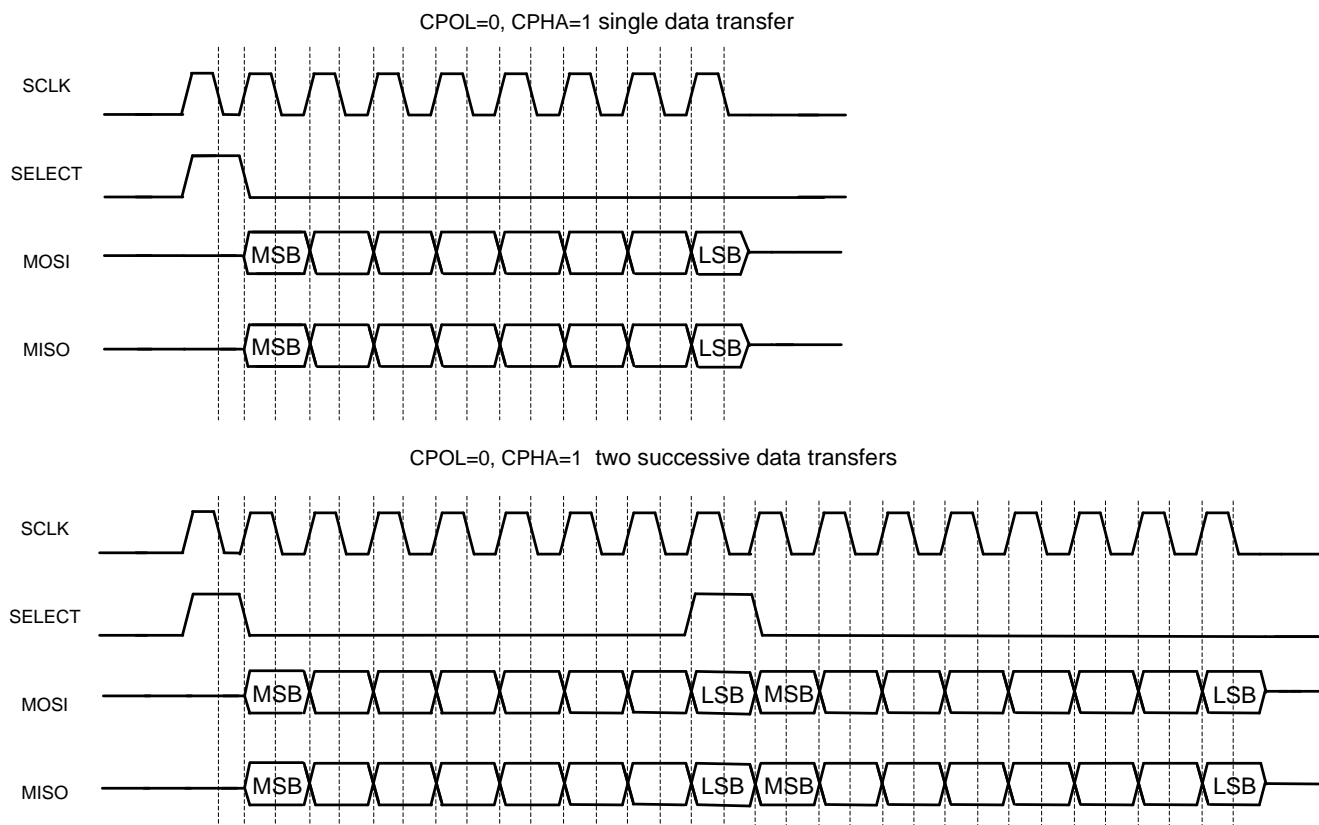 CPOL=0, CPHA=1 single data transfer
SCLK
SELECT
MOSI
MSB
LSB
MISO
MSB
LSB
CPOL=0, CPHA=1 two successive data transfers
SCLK
SELECT
MOSI
MSB
LSB
MSB
LSB
MISO
MSB
LSB
MSB
LSB